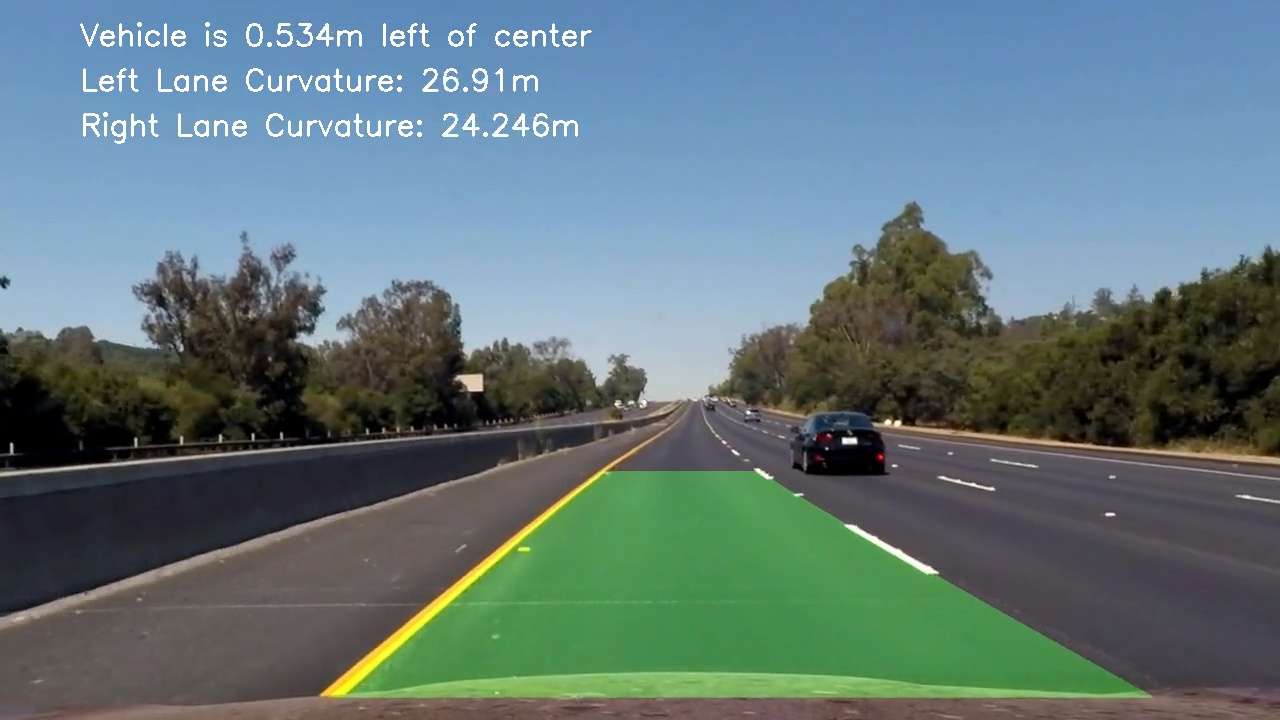 Vehicle is 0.534m left of center
Left Lane Curvature: 26.91m
Right Lane Curvature: 24.246m